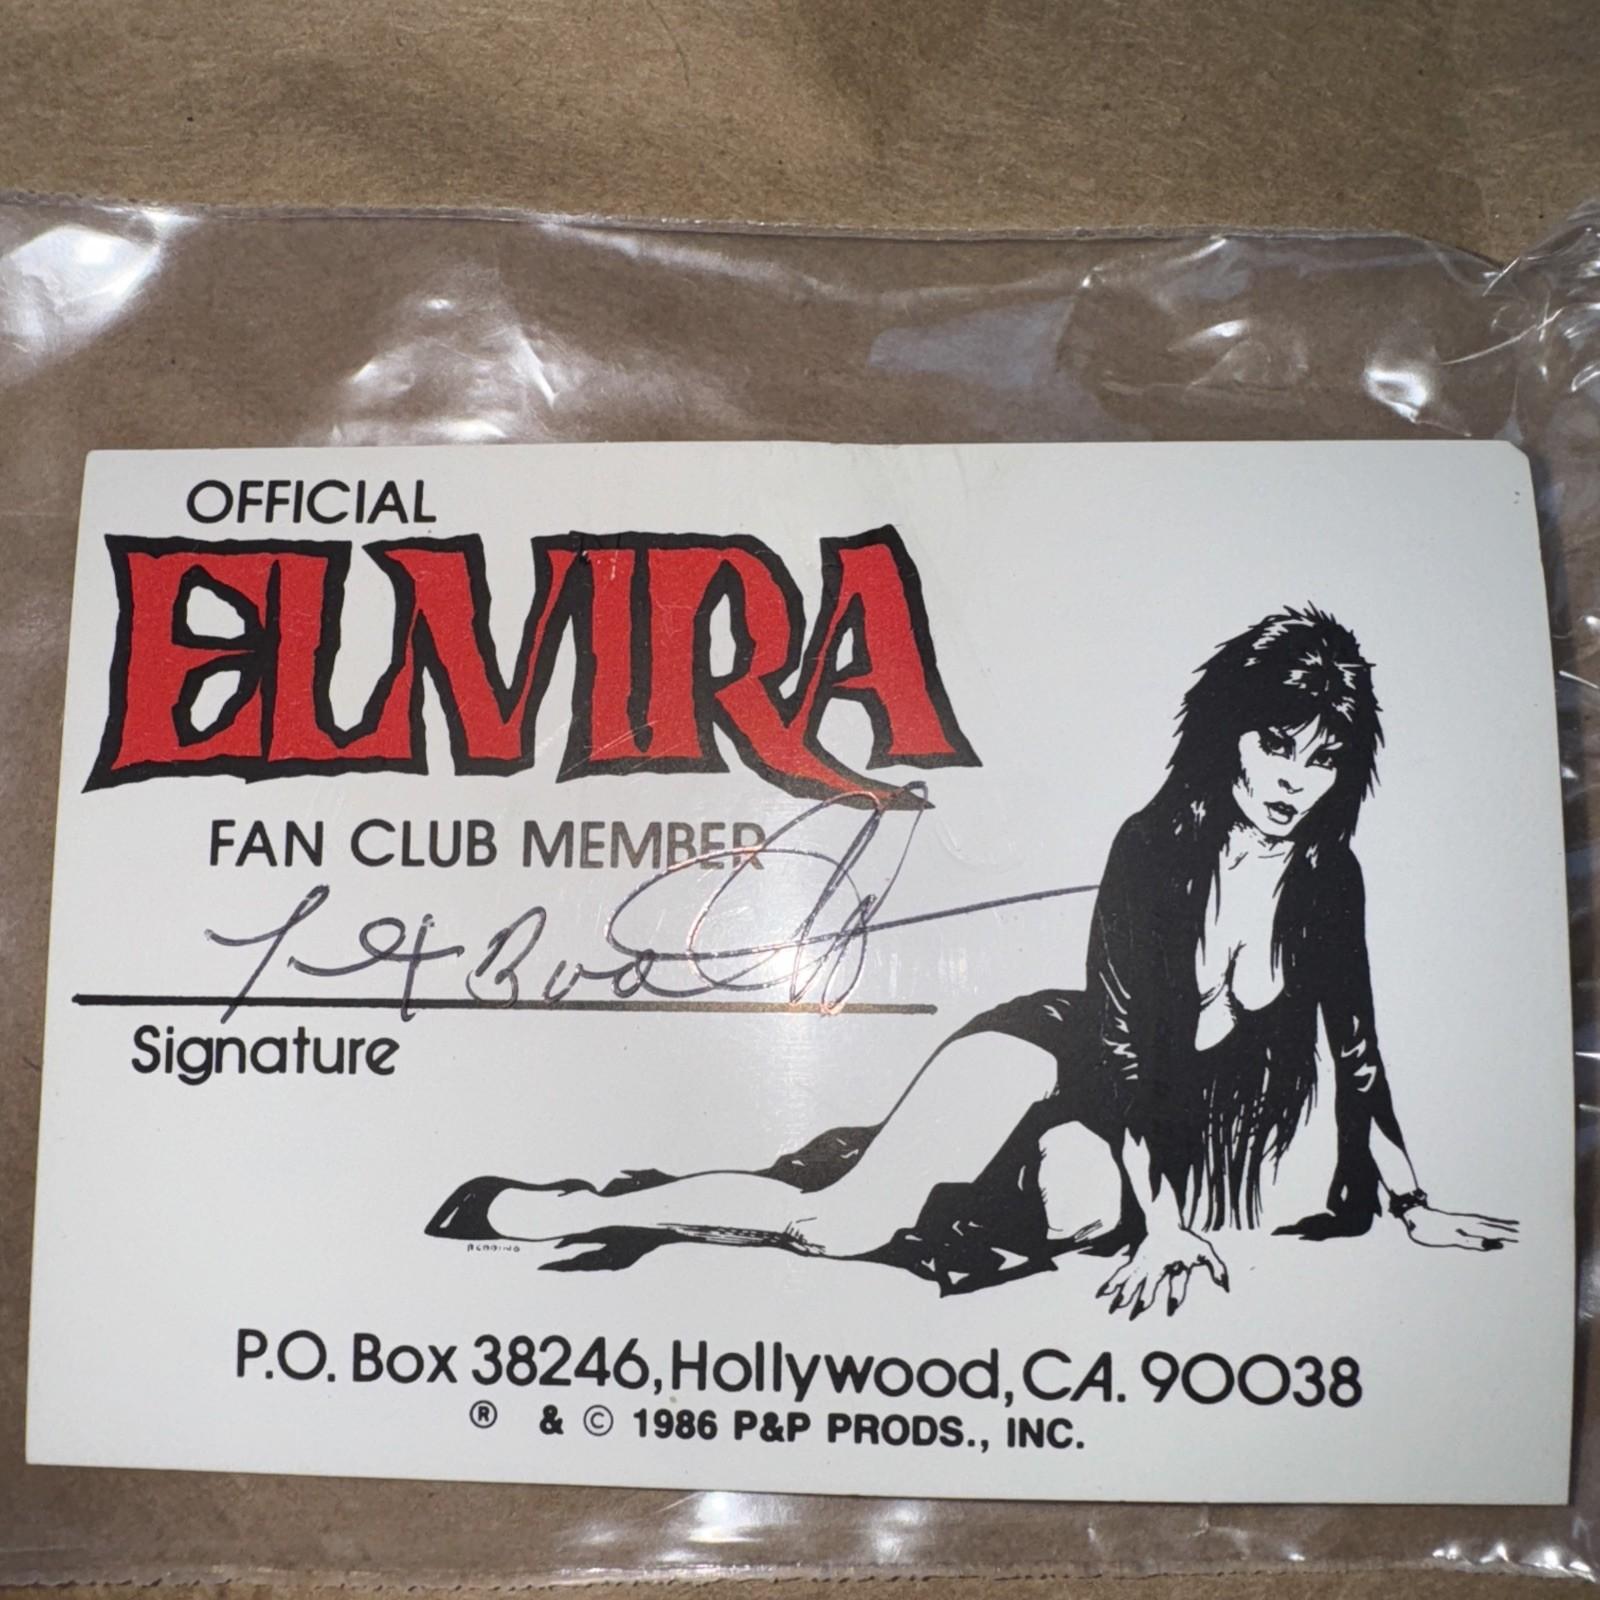 OFFICIAL
ELVIRA
FAN CLUB MEMBER
Signature
P.O. Box 38246, Hollywood, CA. 90038
® & © 1986 P&P PRODS., INC.